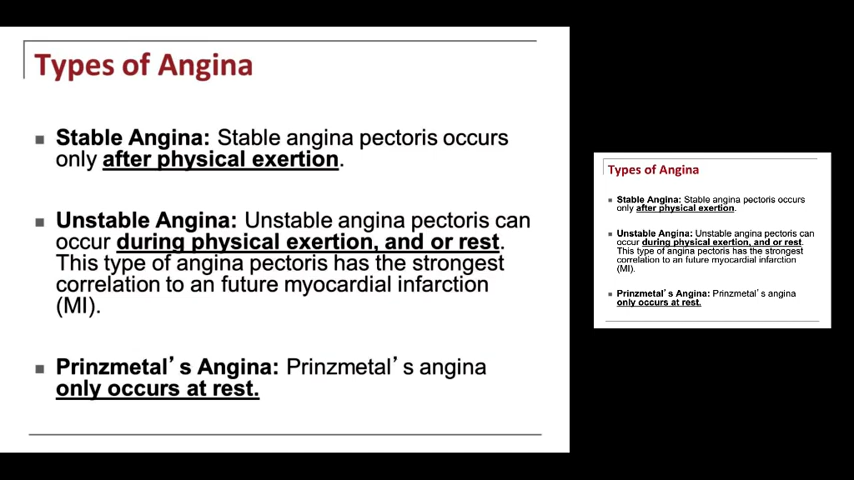 Types of Angina
Stable Angina: Stable angina pectoris occurs
only after physical exertion.
Unstable Angina: Unstable angina pectoris can
occur during physical exertion, and or rest.
This type of angina pectoris has the strongest
correlation to an future myocardial infarction
(MI).
Prinzmetal’s Angina: Prinzmetal’s angina
only occurs at rest.
Types of Angina
Stable Angina: Stable angina pectoris occurs
only after physical exertion.
Unstable Angina: Unstable angina pectoris can
occur during physical exertion, and or rest.
This type of angina pectoris has the strongest
correlation to an future myocardial infarction
(MI).
Prinzmetal’s Angina: Prinzmetal’s angina
only occurs at rest.